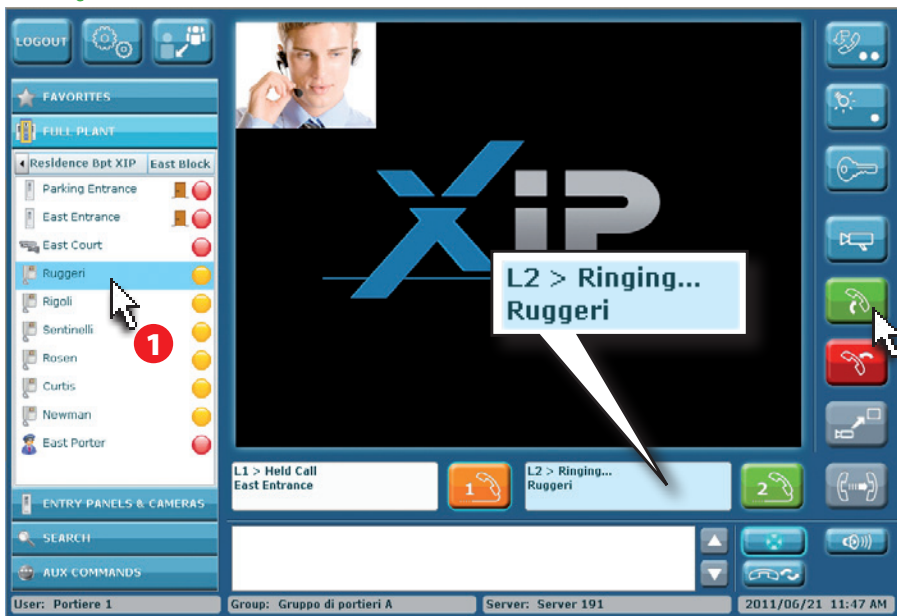 LOGOUT
FAVORITES
FULL PLANT
Residence Bpt XIP East Block
Parking Entrance
East Entrance
East Court
Ruggeri
Rigoli
Sentinelli
Rosen
Curtis
Newman
East Porter
ENTRY PANELS & CAMERAS
SEARCH
AUX COMMANDS
1
XiP
L2 > Ringing...
Ruggeri
L1 > Held Call
East Entrance
1
L2 > Ringing...
Ruggeri
2
User: Portiere 1
Group: Gruppo di portieri A
Server: Server 191
2011/06/21 11:47 AM